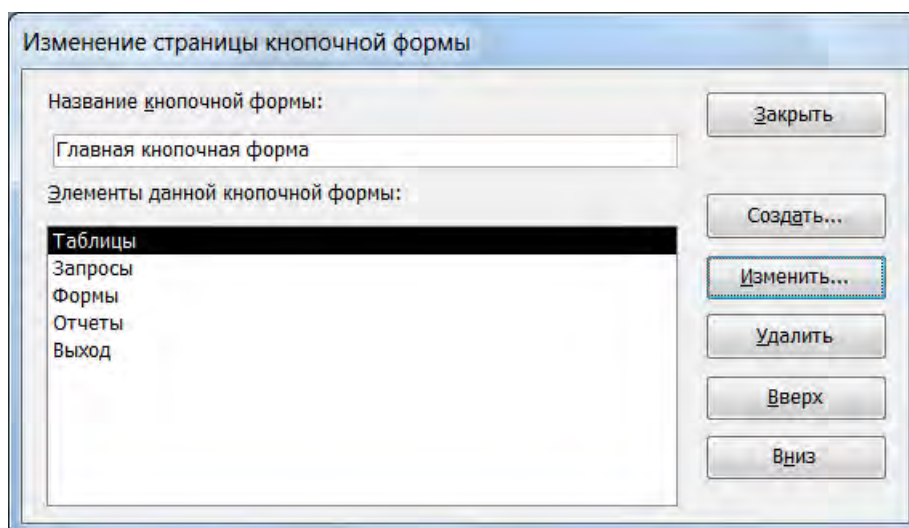 Изменение страницы кнопочной формы
Название кнопочной формы:
Главная кнопочная форма
Элементы данной кнопочной формы:
Таблицы
Запросы
Формы
Отчеты
Выход
Закрыть
Создать...
Изменить...
Удалить
Вверх
Вниз